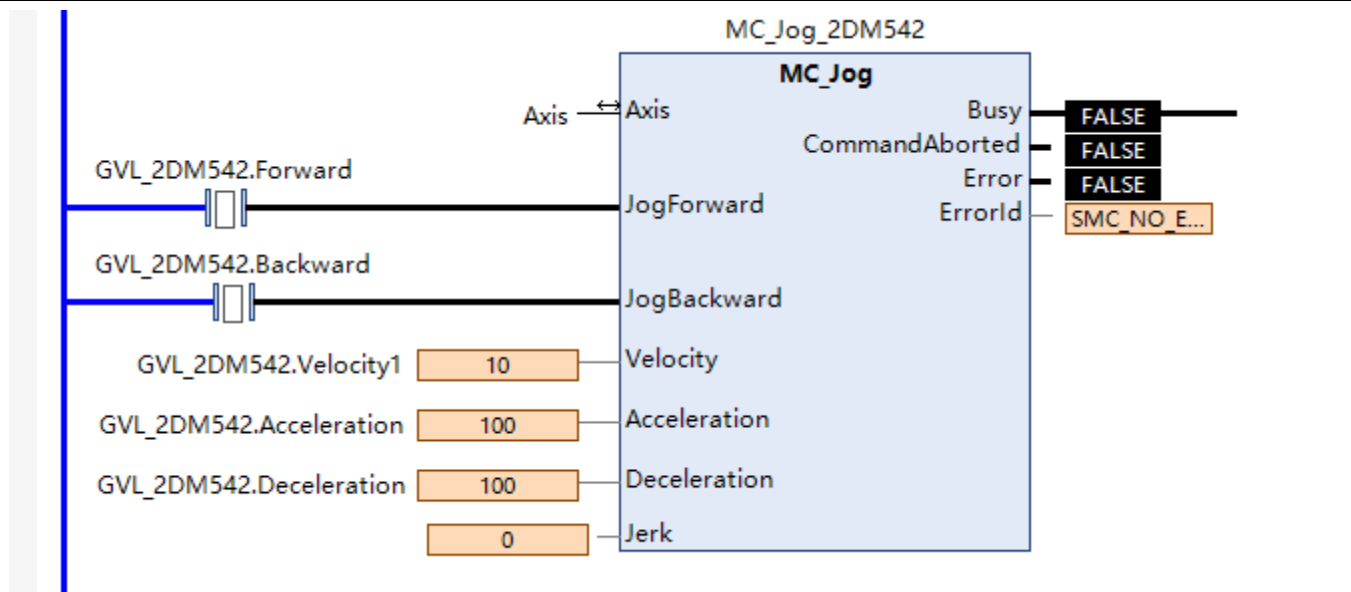 MC_Jog_2DM542
MC_Jog
Axis Axis Busy FALSE
CommandAborted FALSE
GVL_2DM542.Forward Error FALSE
JogForward ErrorId SMC_NO_E...
GVL_2DM542.Backward
JogBackward
GVL_2DM542.Velocity1 10 Velocity
GVL_2DM542.Acceleration 100 Acceleration
GVL_2DM542.Deceleration 100 Deceleration
0 Jerk